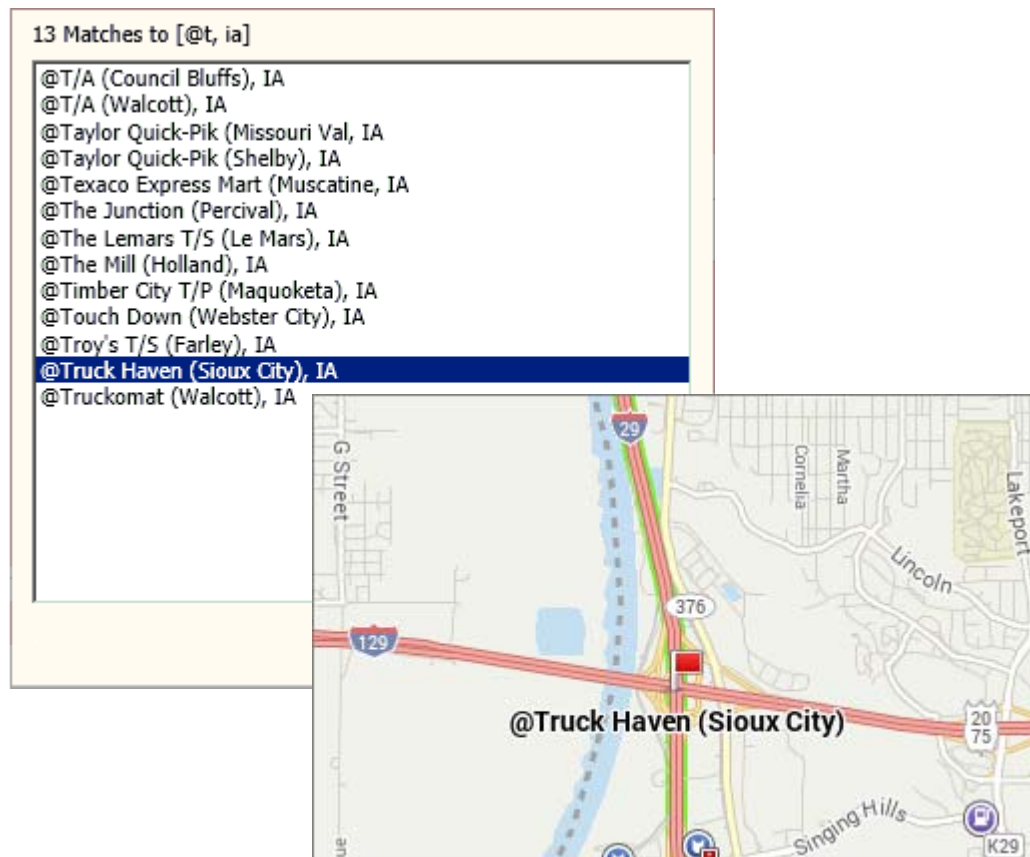 13 Matches to [@t, ia]
@T/A (Council Bluffs), IA
@T/A (Walcott), IA
@Taylor Quick-Pik (Missouri Val, IA
@Taylor Quick-Pik (Shelby), IA
@Texaco Express Mart (Muscatine, IA
@The Junction (Percival), IA
@The Lemars T/S (Le Mars), IA
@The Mill (Holland), IA
@Timber City T/P (Maquoketa), IA
@Touch Down (Webster City), IA
@Troy's T/S (Farley), IA
@Truck Haven (Sioux City), IA
@Truckomat (Walcott), IA
29
G Street
Cornelia
Martha
Lakeport
Lincoln
376
129
@Truck Haven (Sioux City)
20
75
Singing Hills
K29